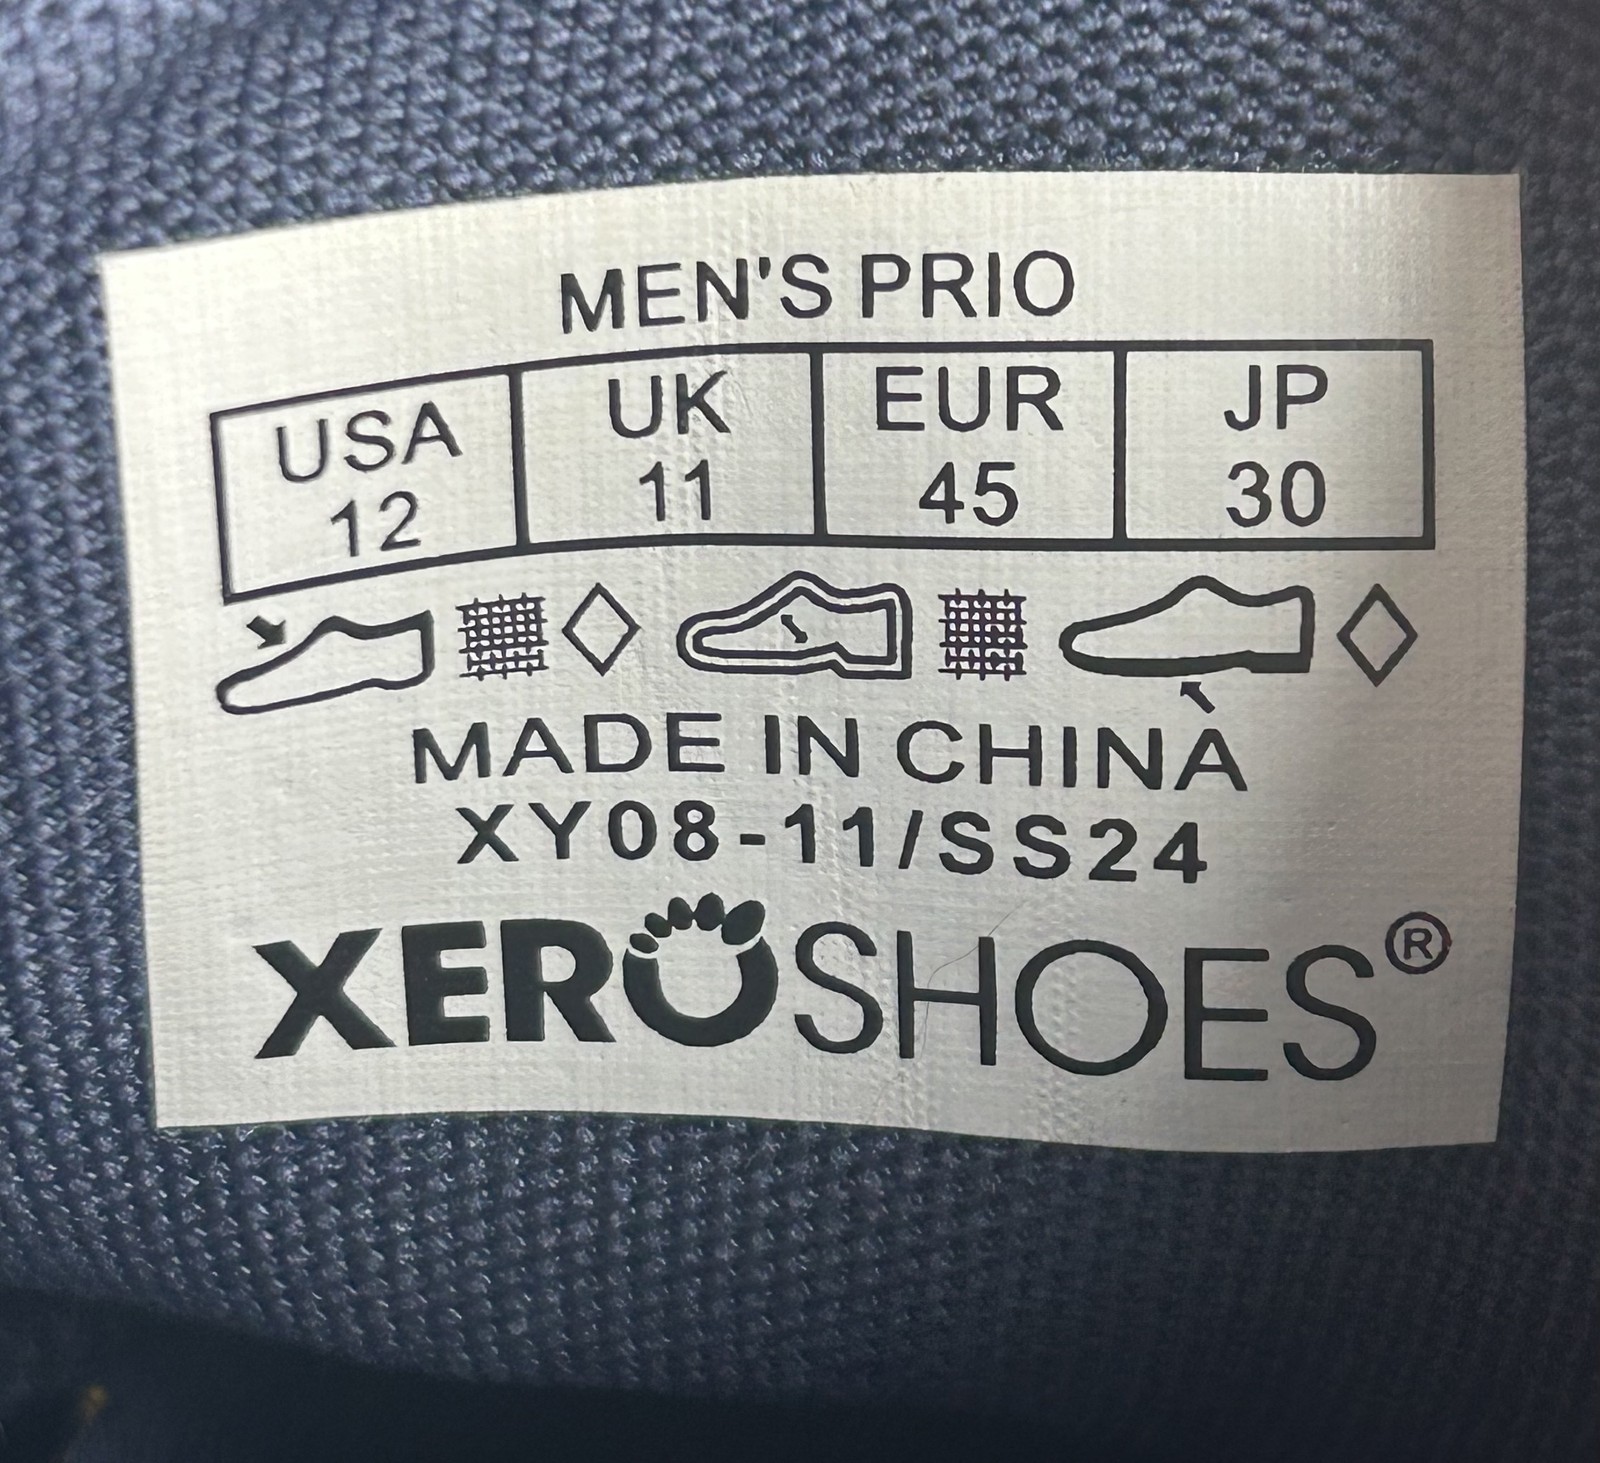 MEN'S PRIO
USA UK EUR JP
12 11 45 30
MADE IN CHINA
XY08-11/SS24
XEROSHOES®